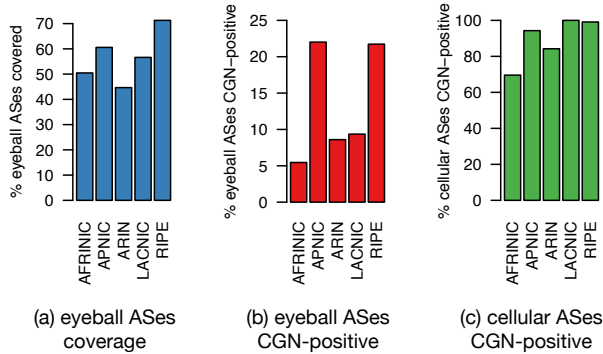 % eyeball ASes covered
70
60
50
40
30
20
10
0
AFRINIC
APNIC
ARIN
LACNIC
RIPE
(a) eyeball ASes
coverage
% eyeball ASes CGN−positive
25
20
15
10
5
0
AFRINIC
APNIC
ARIN
LACNIC
RIPE
(b) eyeball ASes
CGN-positive
% cellular ASes CGN−positive
100
80
60
40
20
0
AFRINIC
APNIC
ARIN
LACNIC
RIPE
(c) cellular ASes
CGN-positive